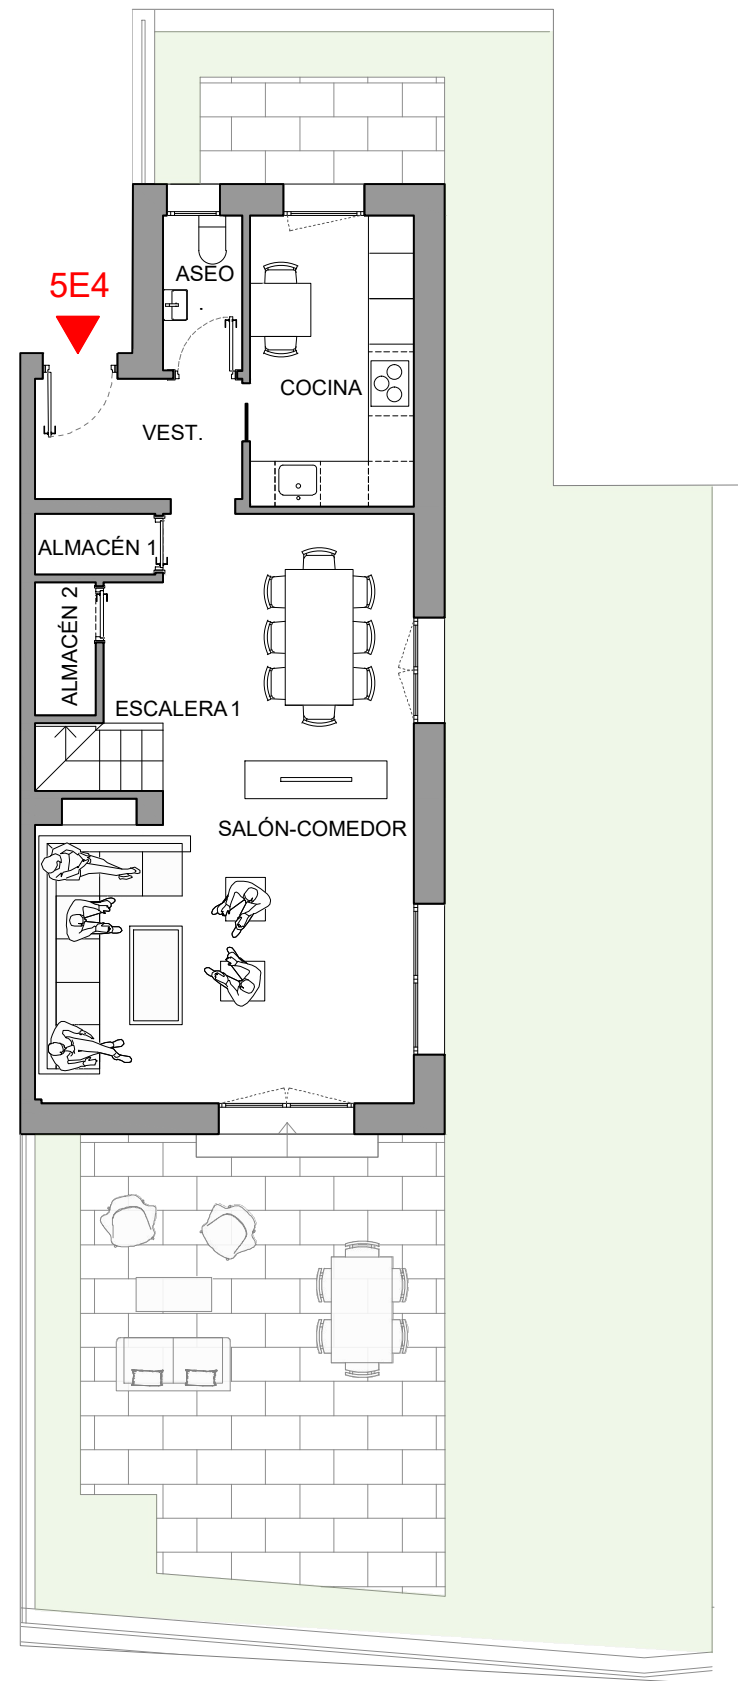 ASEO
5E4
COCINA
VEST.
ALMACÉN 1
ALMACÉN 2
ESCALERA 1
SALÓN-COMEDOR